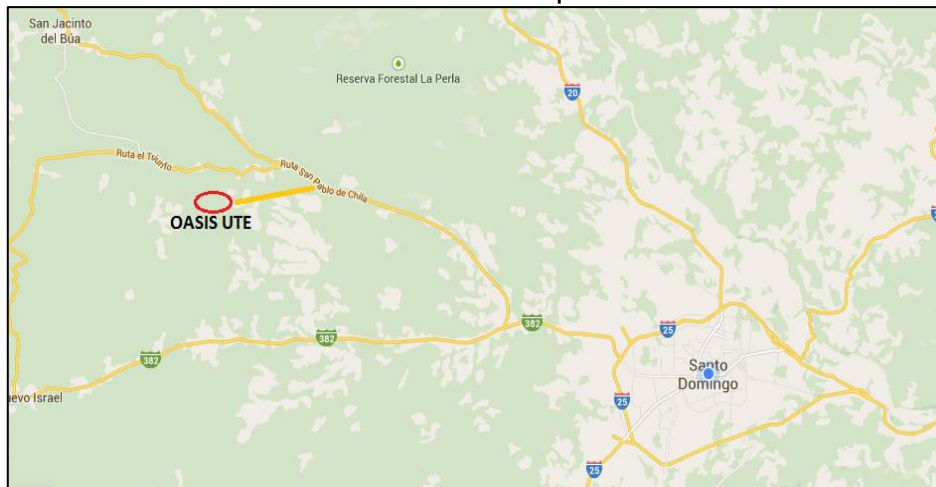 San Jacinto
del Búa
Reserva Forestal La Perla
20
Ruta el Triunfo
Ruta San Pablo de Chila
OASIS UTE
382
25
382
382
Santo
Domingo
uevo Israel
25
25